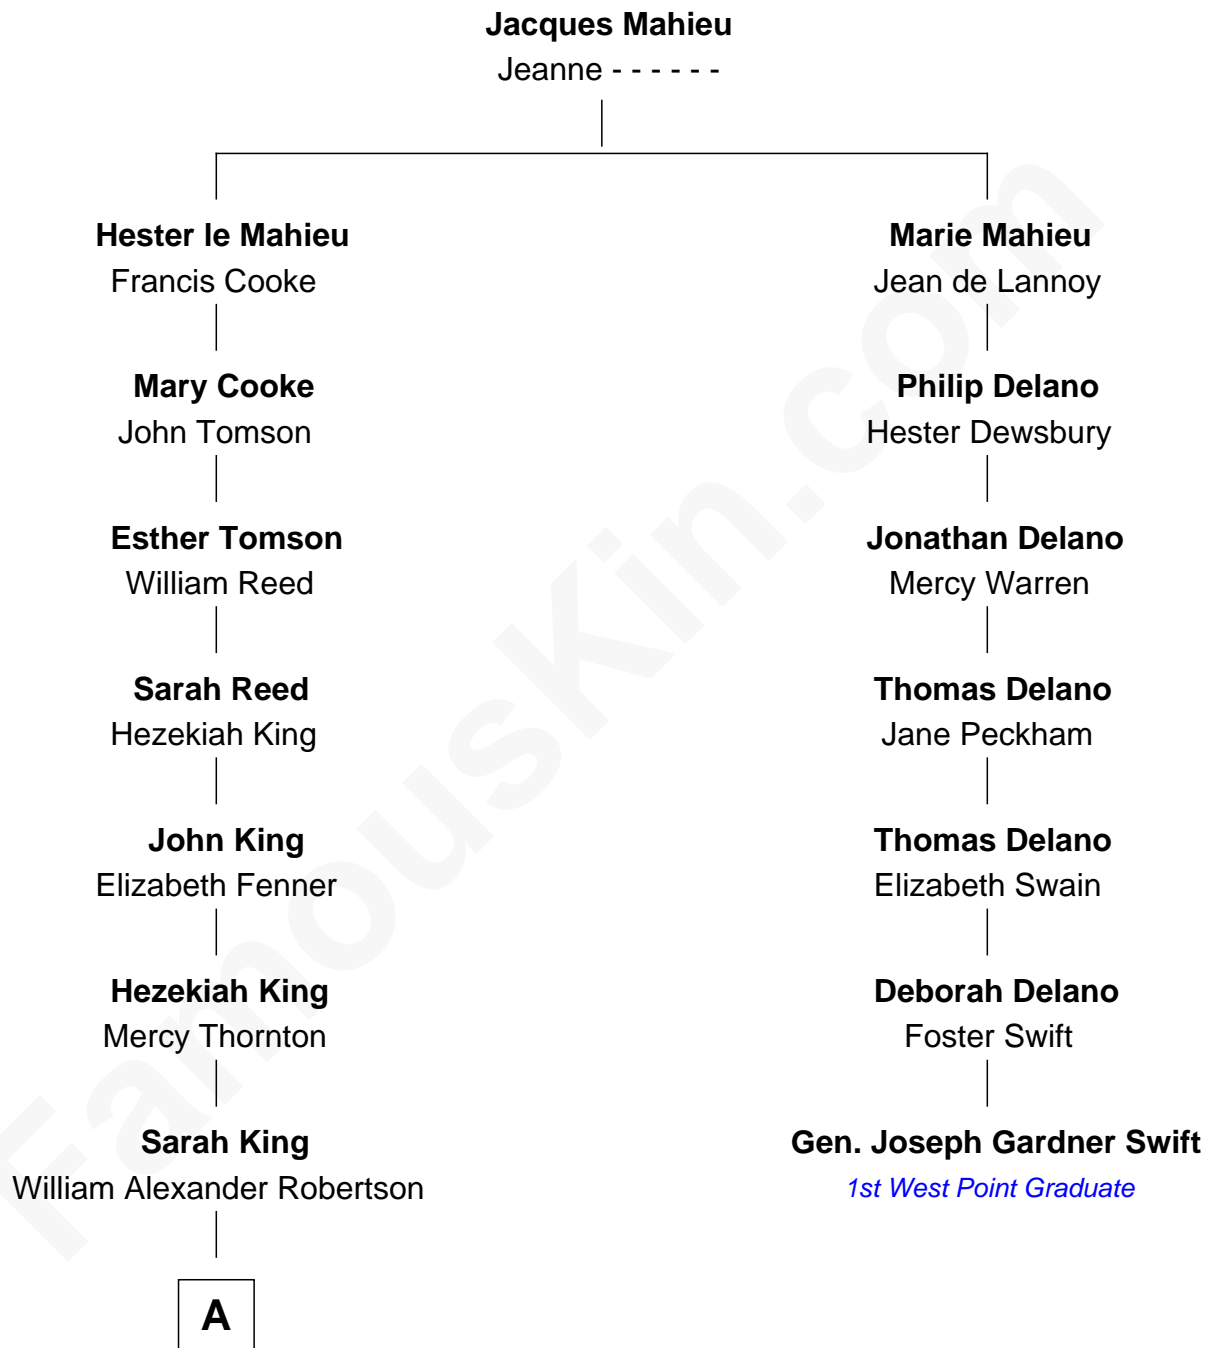 Jacques Mahieu
Jeanne - - - - - -
Hester le Mahieu
Francis Cooke
Marie Mahieu
Jean de Lannoy
Mary Cooke
John Tomson
Philip Delano
Hester Dewsbury
Esther Tomson
William Reed
Jonathan Delano
Mercy Warren
Sarah Reed
Hezekiah King
Thomas Delano
Jane Peckham
John King
Elizabeth Fenner
Thomas Delano
Elizabeth Swain
Hezekiah King
Mercy Thornton
Deborah Delano
Foster Swift
Sarah King
William Alexander Robertson
Gen. Joseph Gardner Swift
1st West Point Graduate
A
FamousKin.com